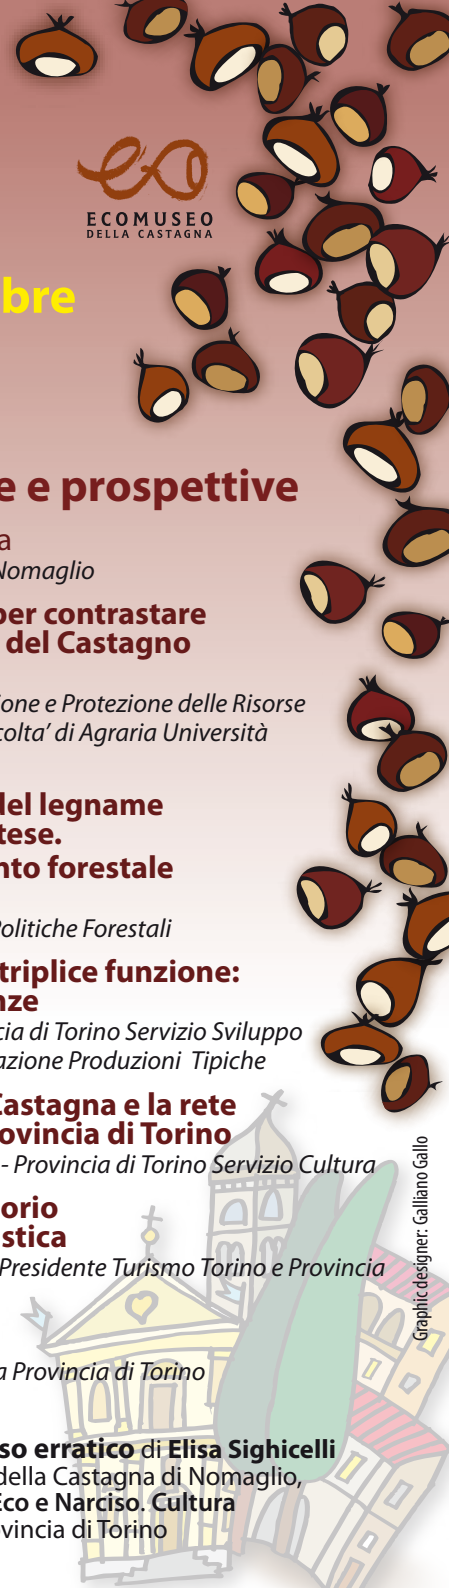 ECOMUSEO
DELLA CASTAGNA
bre
e e prospettive
a
Nomaglio
per contrastare
del Castagno
ione e Protezione delle Risorse
colta’ di Agraria Università
del legname
tese.
nto forestale
Politiche Forestali
triplice funzione:
nze
cia di Torino Servizio Sviluppo
azione Produzioni Tipiche
Castagna e la rete
rovincia di Torino
- Provincia di Torino Servizio Cultura
orio
stica
Presidente Turismo Torino e Provincia
a Provincia di Torino
so erratico di Elisa Sighicelli
della Castagna di Nomaglio,
Eco e Narciso. Cultura
vincia di Torino
Graphic designer: Galliano Gallo